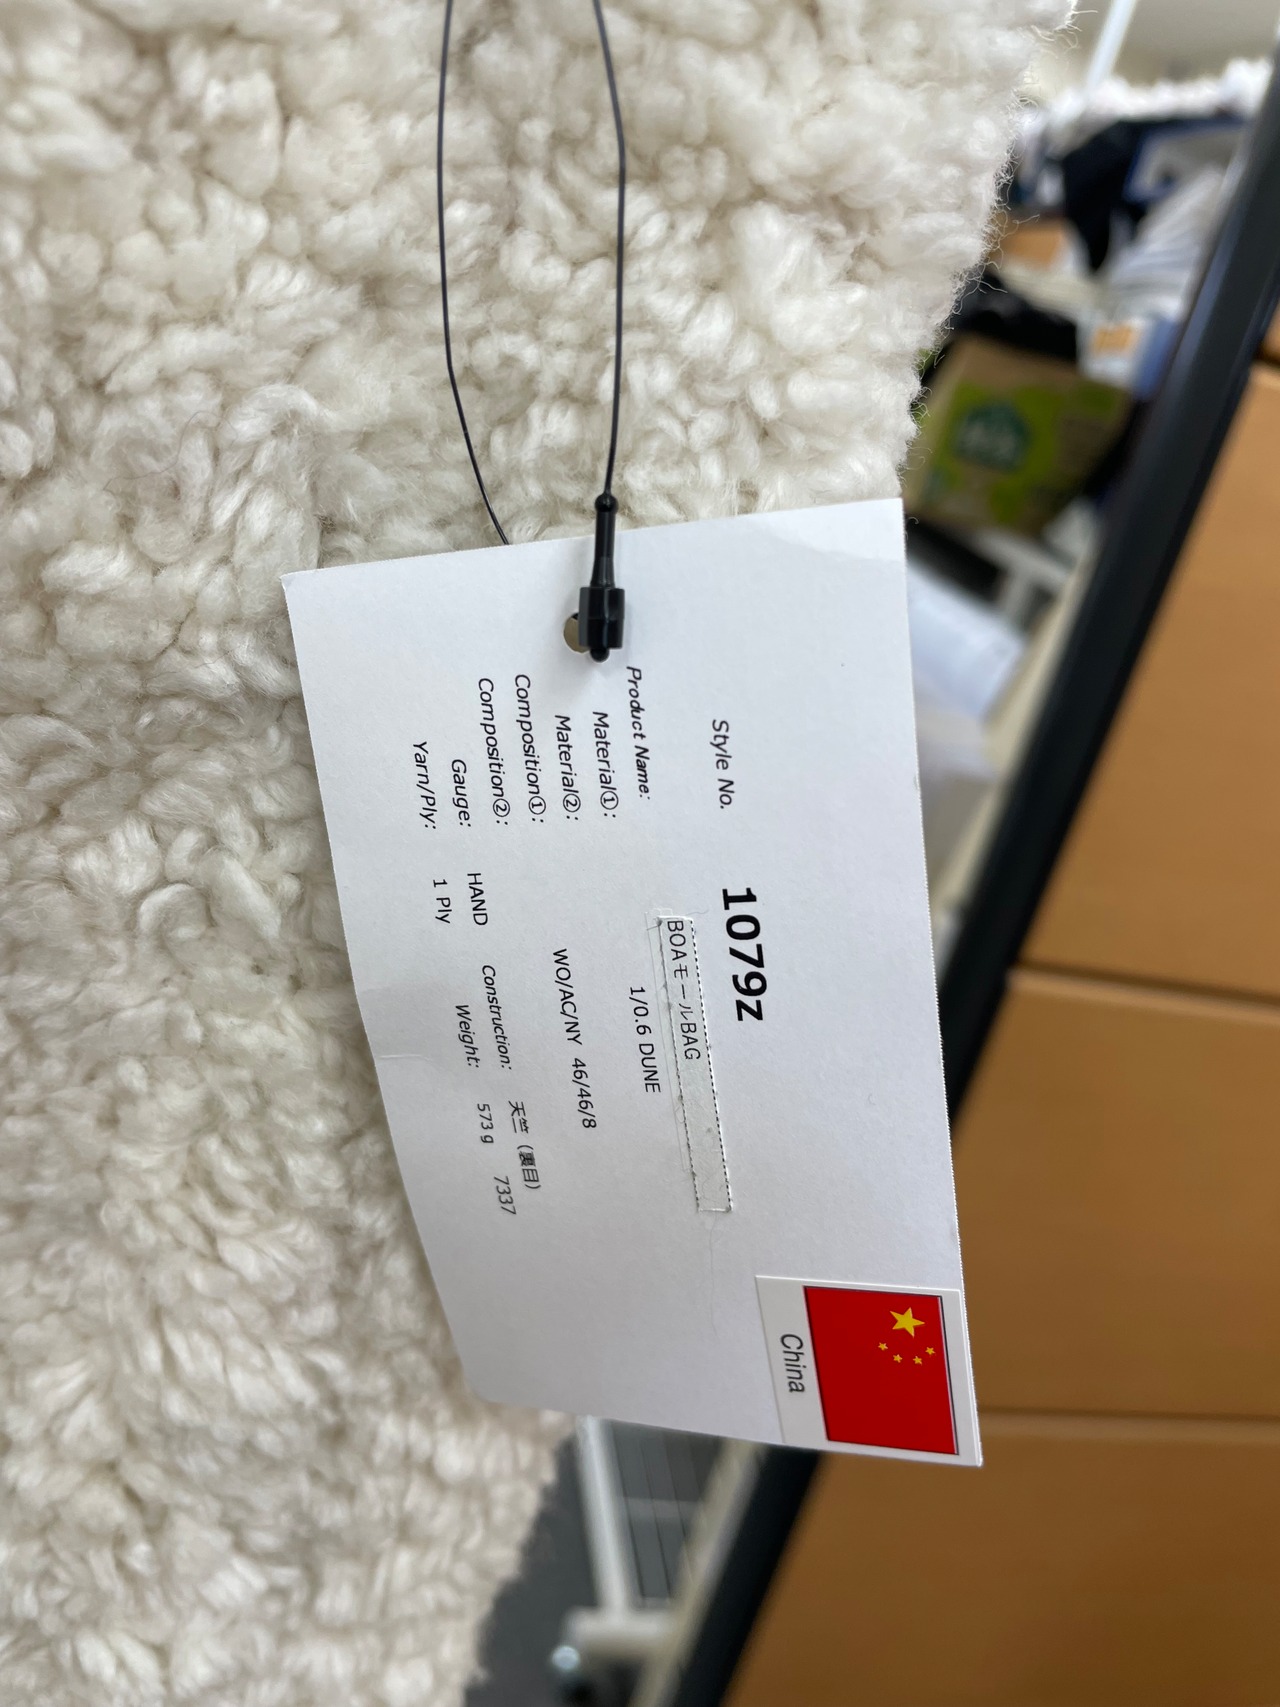 Style No. 1079z
Product Name: BOAモールBAG
Material①: 1/0.6 DUNE
Material②:
Composition①: WO/AC/NY 46/46/8
Composition②:
Gauge: HAND Construction: 天竺（裏目） 7337
Yarn/Ply: 1 Ply Weight: 573 g
China